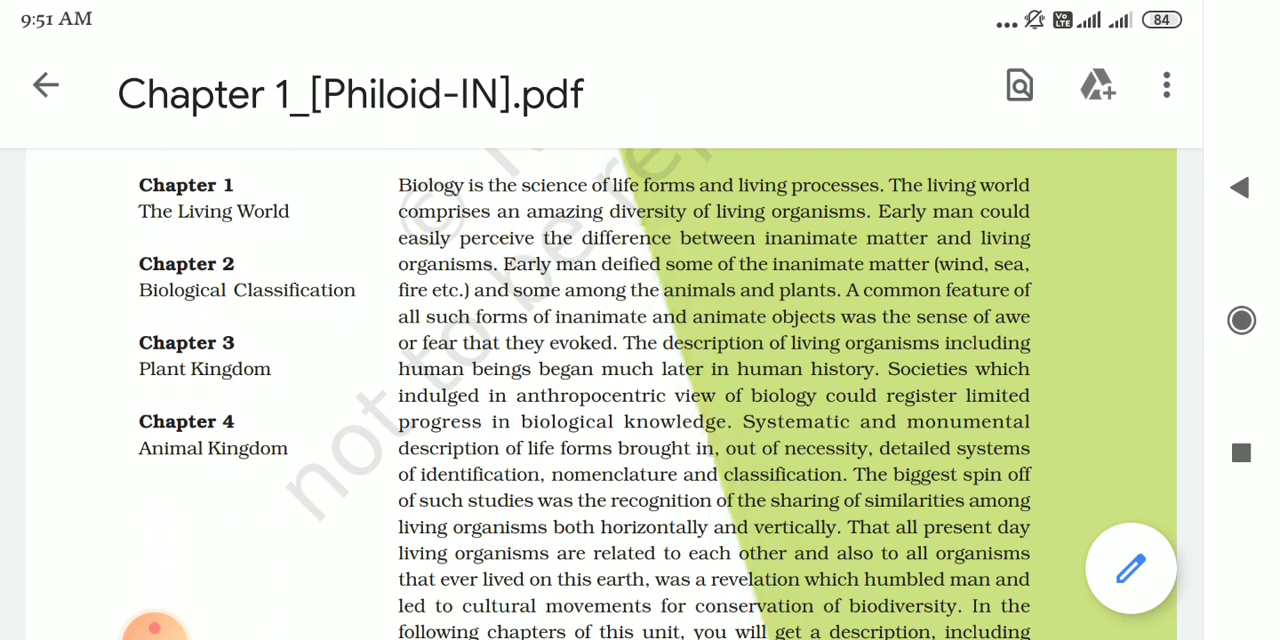 9:51 AM
Vo LTE
84
Chapter 1_[Philoid-IN].pdf
Chapter 1
The Living World
Chapter 2
Biological Classification
Chapter 3
Plant Kingdom
Chapter 4
Animal Kingdom
Biology is the science of life forms and living processes. The living world
comprises an amazing diversity of living organisms. Early man could
easily perceive the difference between inanimate matter and living
organisms. Early man deified some of the inanimate matter (wind, sea,
fire etc.) and some among the animals and plants. A common feature of
all such forms of inanimate and animate objects was the sense of awe
or fear that they evoked. The description of living organisms including
human beings began much later in human history. Societies which
indulged in anthropocentric view of biology could register limited
progress in biological knowledge. Systematic and monumental
description of life forms brought in, out of necessity, detailed systems
of identification, nomenclature and classification. The biggest spin off
of such studies was the recognition of the sharing of similarities among
living organisms both horizontally and vertically. That all present day
living organisms are related to each other and also to all organisms
that ever lived on this earth, was a revelation which humbled man and
led to cultural movements for conservation of biodiversity. In the
following chapters of this unit, you will get a description, including
©
not to be re